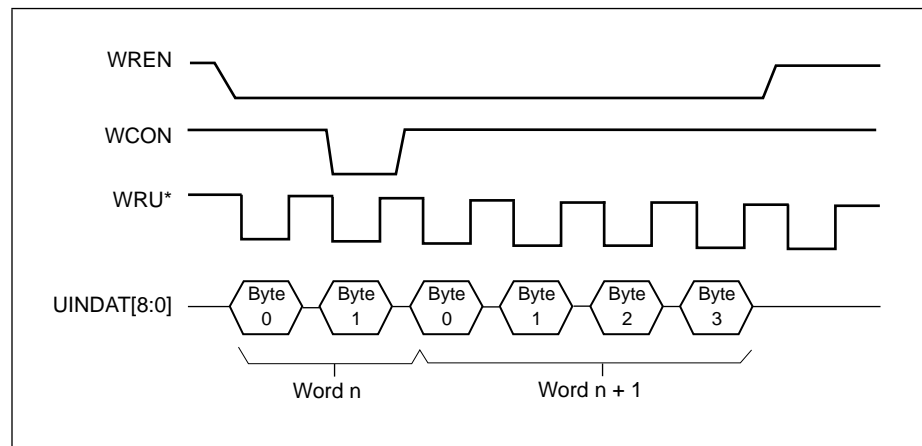 WREN
WCON
WRU*
UINDAT[8:0]
Byte 0
Byte 1
Byte 0
Byte 1
Byte 2
Byte 3
Word n
Word n + 1